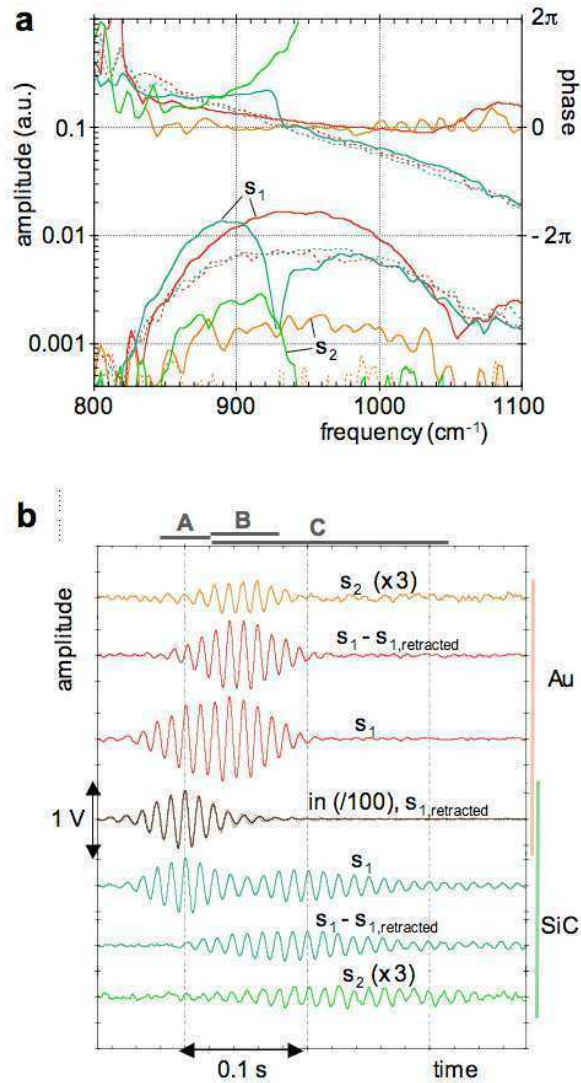 a
2π
amplitude (a.u.)
0.1
0.01
0.001
phase
0
- 2π
s1
s2
800
900
1000
1100
frequency (cm-1)
b
A
B
C
amplitude
s2 (x3)
s1 - s1,retracted
s1
Au
1 V
in (/100), s1,retracted
s1
SiC
s1 - s1,retracted
s2 (x3)
0.1 s
time